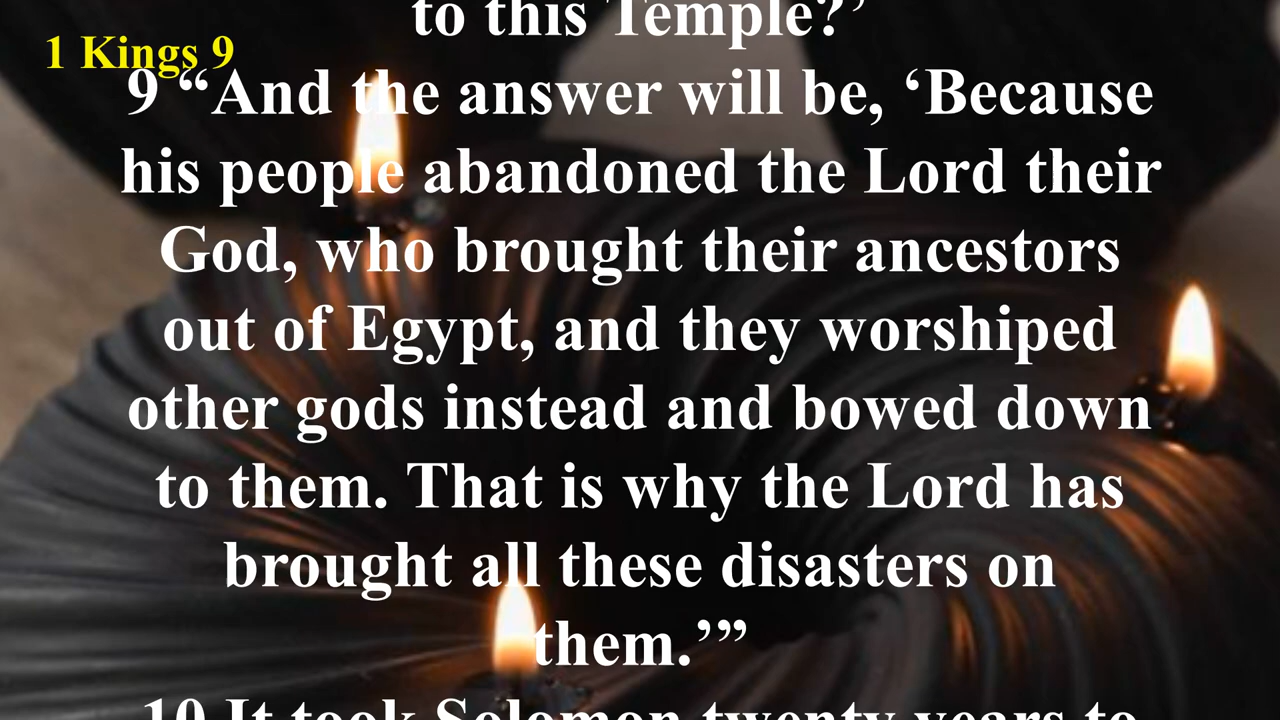 to this Temple?’
1 Kings 9
9 “And the answer will be, ‘Because
his people abandoned the Lord their
God, who brought their ancestors
out of Egypt, and they worshiped
other gods instead and bowed down
to them. That is why the Lord has
brought all these disasters on
them.’”
10 It took Solomon twenty years to